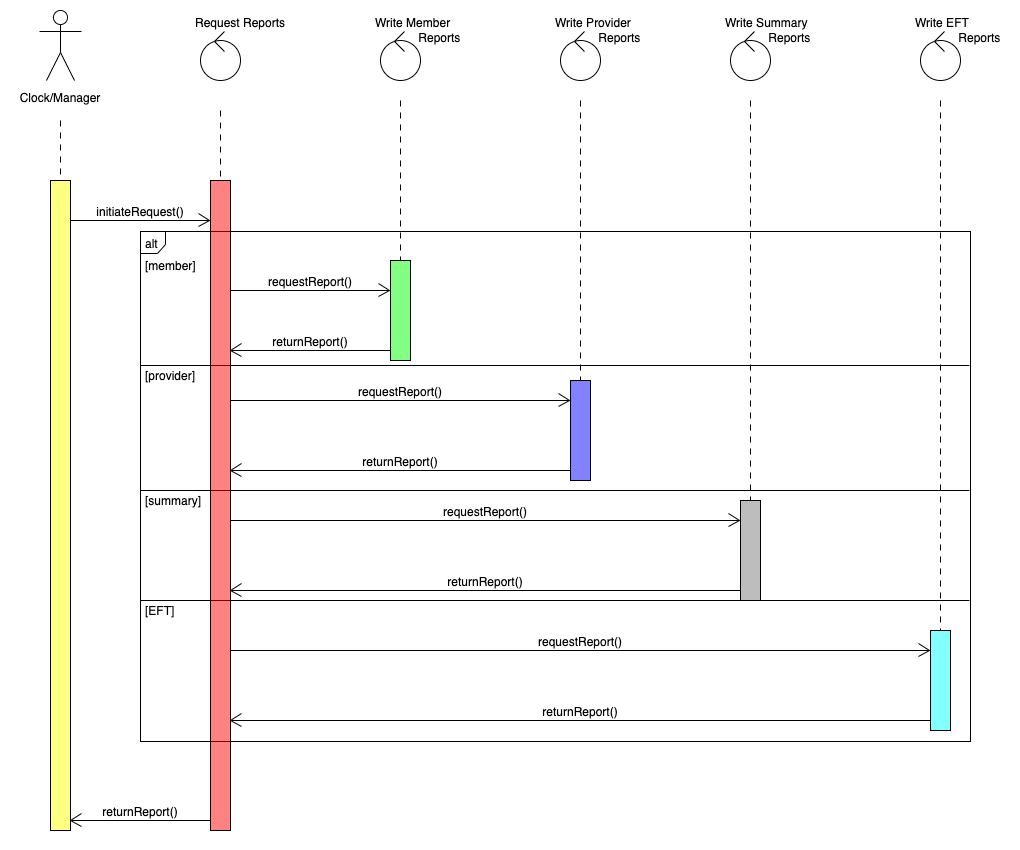 Request Reports
Write Member
Reports
Write Provider
Reports
Write Summary
Reports
Write EFT
Reports
Clock/Manager
initiateRequest()
alt
[member]
requestReport()
returnReport()
[provider]
requestReport()
returnReport()
[summary]
requestReport()
returnReport()
[EFT]
requestReport()
returnReport()
returnReport()